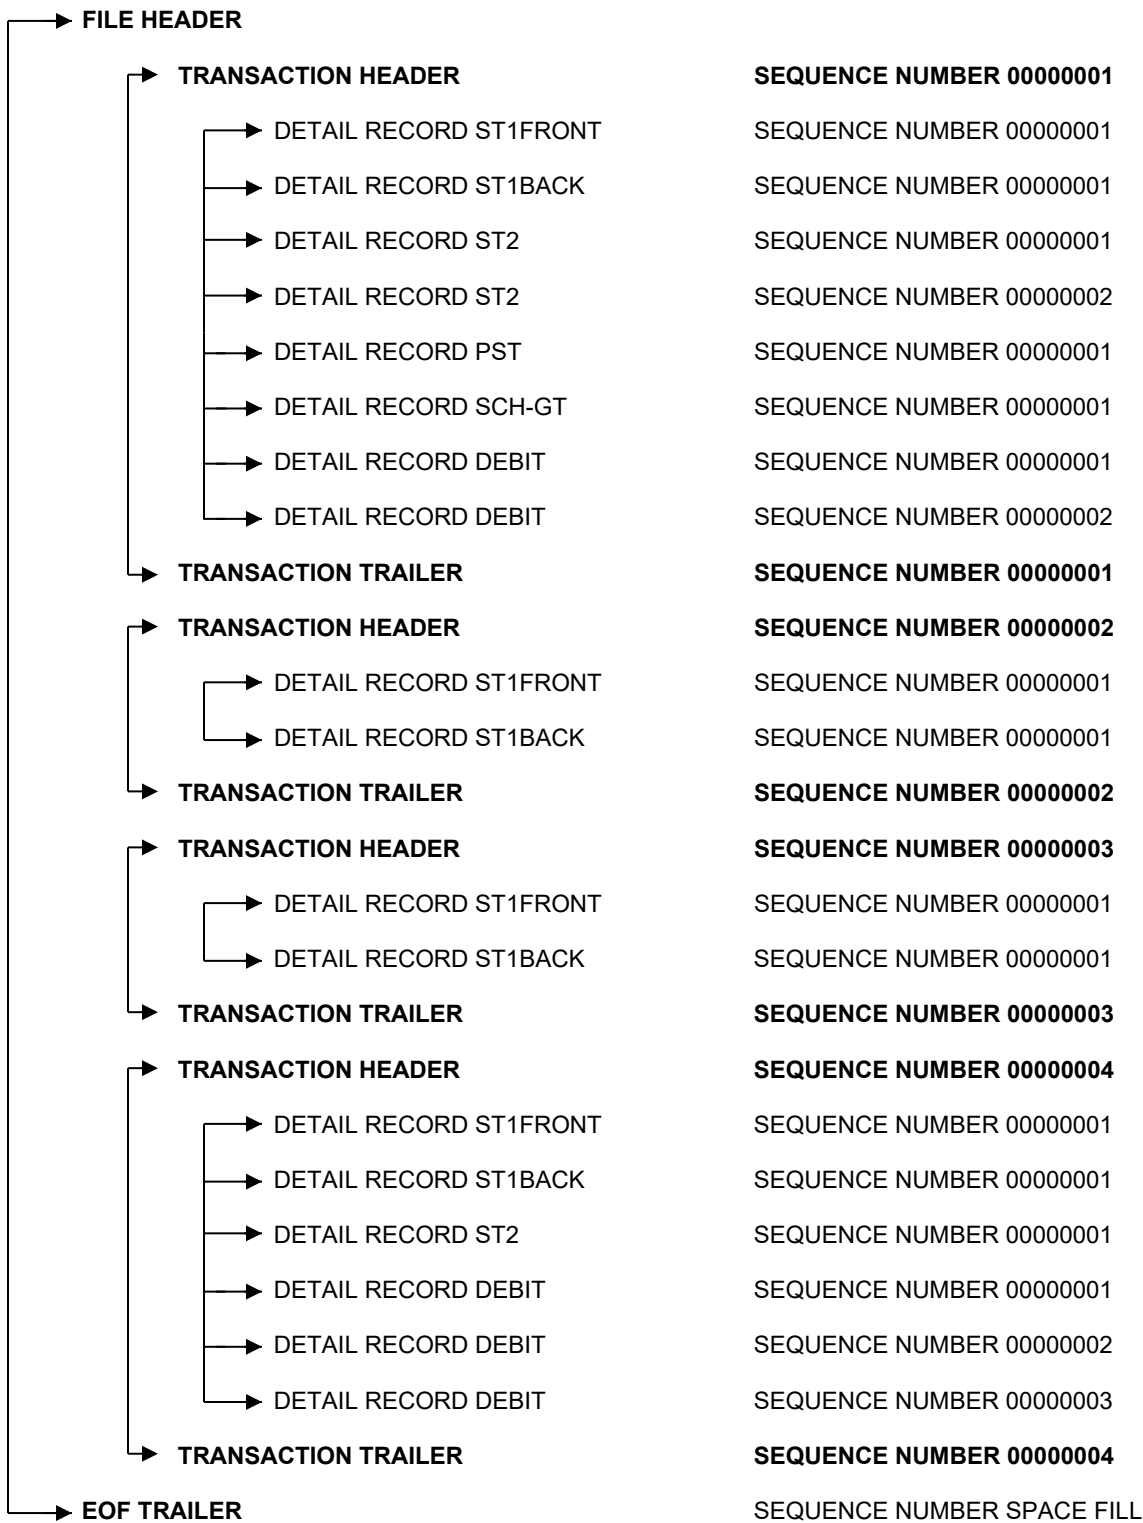 FILE HEADER
TRANSACTION HEADER SEQUENCE NUMBER 00000001
DETAIL RECORD ST1FRONT SEQUENCE NUMBER 00000001
DETAIL RECORD ST1BACK SEQUENCE NUMBER 00000001
DETAIL RECORD ST2 SEQUENCE NUMBER 00000001
DETAIL RECORD ST2 SEQUENCE NUMBER 00000002
DETAIL RECORD PST SEQUENCE NUMBER 00000001
DETAIL RECORD SCH-GT SEQUENCE NUMBER 00000001
DETAIL RECORD DEBIT SEQUENCE NUMBER 00000001
DETAIL RECORD DEBIT SEQUENCE NUMBER 00000002
TRANSACTION TRAILER SEQUENCE NUMBER 00000001
TRANSACTION HEADER SEQUENCE NUMBER 00000002
DETAIL RECORD ST1FRONT SEQUENCE NUMBER 00000001
DETAIL RECORD ST1BACK SEQUENCE NUMBER 00000001
TRANSACTION TRAILER SEQUENCE NUMBER 00000002
TRANSACTION HEADER SEQUENCE NUMBER 00000003
DETAIL RECORD ST1FRONT SEQUENCE NUMBER 00000001
DETAIL RECORD ST1BACK SEQUENCE NUMBER 00000001
TRANSACTION TRAILER SEQUENCE NUMBER 00000003
TRANSACTION HEADER SEQUENCE NUMBER 00000004
DETAIL RECORD ST1FRONT SEQUENCE NUMBER 00000001
DETAIL RECORD ST1BACK SEQUENCE NUMBER 00000001
DETAIL RECORD ST2 SEQUENCE NUMBER 00000001
DETAIL RECORD DEBIT SEQUENCE NUMBER 00000001
DETAIL RECORD DEBIT SEQUENCE NUMBER 00000002
DETAIL RECORD DEBIT SEQUENCE NUMBER 00000003
TRANSACTION TRAILER SEQUENCE NUMBER 00000004
EOF TRAILER SEQUENCE NUMBER SPACE FILL